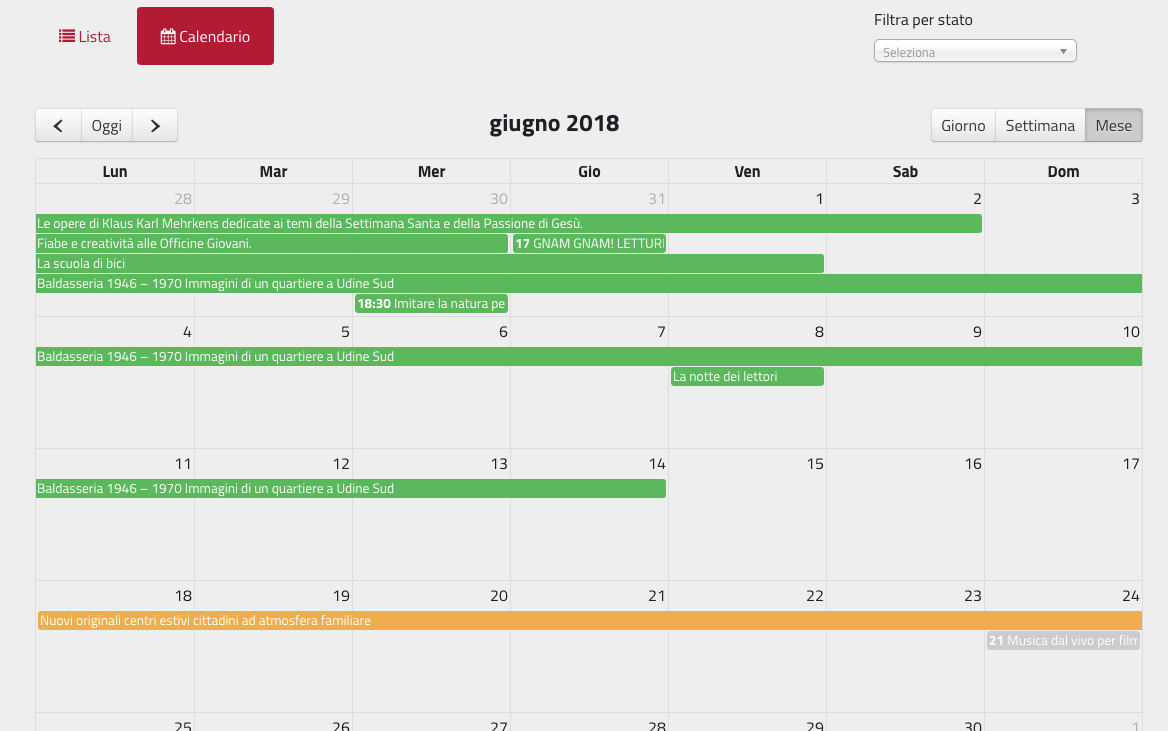 Lista
Calendario
Filtra per stato
Seleziona
Oggi
giugno 2018
Giorno Settimana Mese
Lun Mar Mer Gio Ven Sab Dom
28 29 30 31 1 2 3
Le opere di Klaus Karl Mehrkens dedicate ai temi della Settimana Santa e della Passione di Gesù.
Fiabe e creatività alle Officine Giovani. 17 GNAM GNAM! LETTURI
La scuola di bici
Baldasseria 1946 – 1970 Immagini di un quartiere a Udine Sud
18:30 Imitare la natura pe
4 5 6 7 8 9 10
Baldasseria 1946 – 1970 Immagini di un quartiere a Udine Sud
La notte dei lettori
11 12 13 14 15 16 17
Baldasseria 1946 – 1970 Immagini di un quartiere a Udine Sud
18 19 20 21 22 23 24
Nuovi originali centri estivi cittadini ad atmosfera familiare
21 Musica dal vivo per film
25 26 27 28 29 30 1